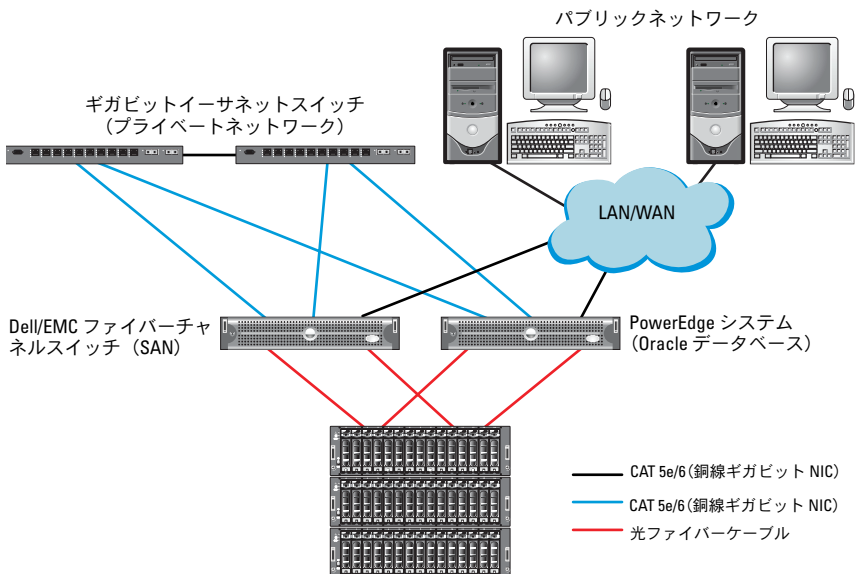 パブリックネットワーク
ギガビットイーサネットスイッチ
（プライベートネットワーク）
LAN/WAN
Dell/EMC ファイバーチャ
ネルスイッチ（SAN）
PowerEdge システム
（Oracle データベース）
CAT 5e/6（銅線ギガビット NIC）
CAT 5e/6（銅線ギガビット NIC）
光ファイバーケーブル